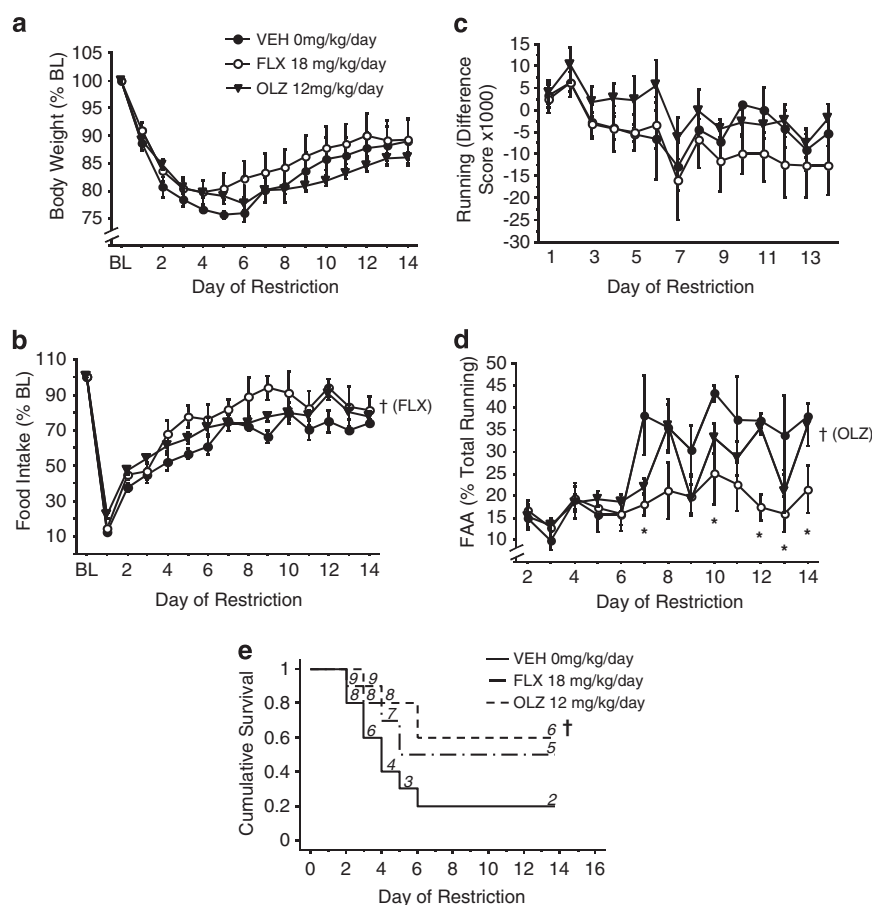 a
VEH 0mg/kg/day
FLX 18 mg/kg/day
OLZ 12mg/kg/day
105
100
95
90
85
80
75
Body Weight (% BL)
BL 2 4 6 8 10 12 14
Day of Restriction
c
15
10
5
0
-5
-10
-15
-20
-25
-30
Running (Difference
Score x1000)
1 3 5 7 9 11 13
Day of Restriction
b
110
90
70
50
30
10
Food Intake (% BL)
† (FLX)
BL 2 4 6 8 10 12 14
Day of Restriction
d
50
45
40
35
30
25
20
15
10
FAA (% Total Running)
† (OLZ)
* * * * *
2 4 6 8 10 12 14
Day of Restriction
e
VEH 0mg/kg/day
FLX 18 mg/kg/day
OLZ 12 mg/kg/day
1
0.8
0.6
0.4
0.2
0
Cumulative Survival
9 9
8 8 8
6 7
4
3
6 †
5
2
0 2 4 6 8 10 12 14 16
Day of Restriction